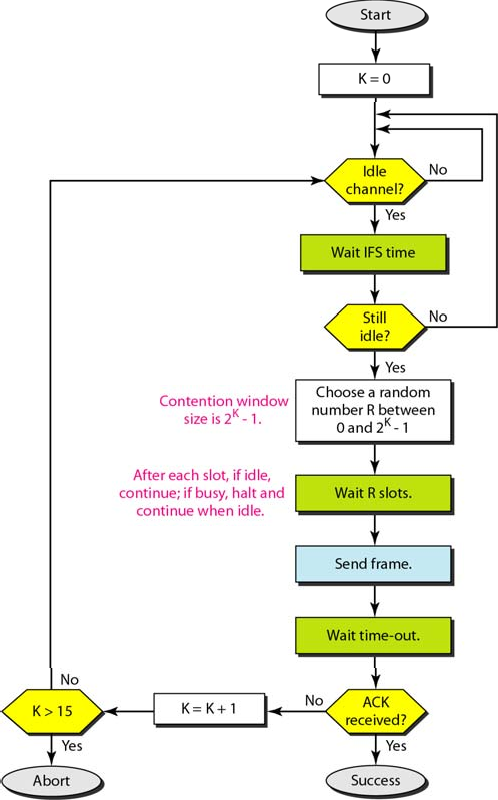 Start
K = 0
Idle
channel?
No
Yes
Wait IFS time
Still
idle?
No
Yes
Contention window
size is 2^K - 1.
Choose a random
number R between
0 and 2^K - 1
After each slot, if idle,
continue; if busy, halt and
continue when idle.
Wait R slots.
Send frame.
Wait time-out.
ACK
received?
No
Yes
K = K + 1
K > 15
No
Yes
Abort
Success